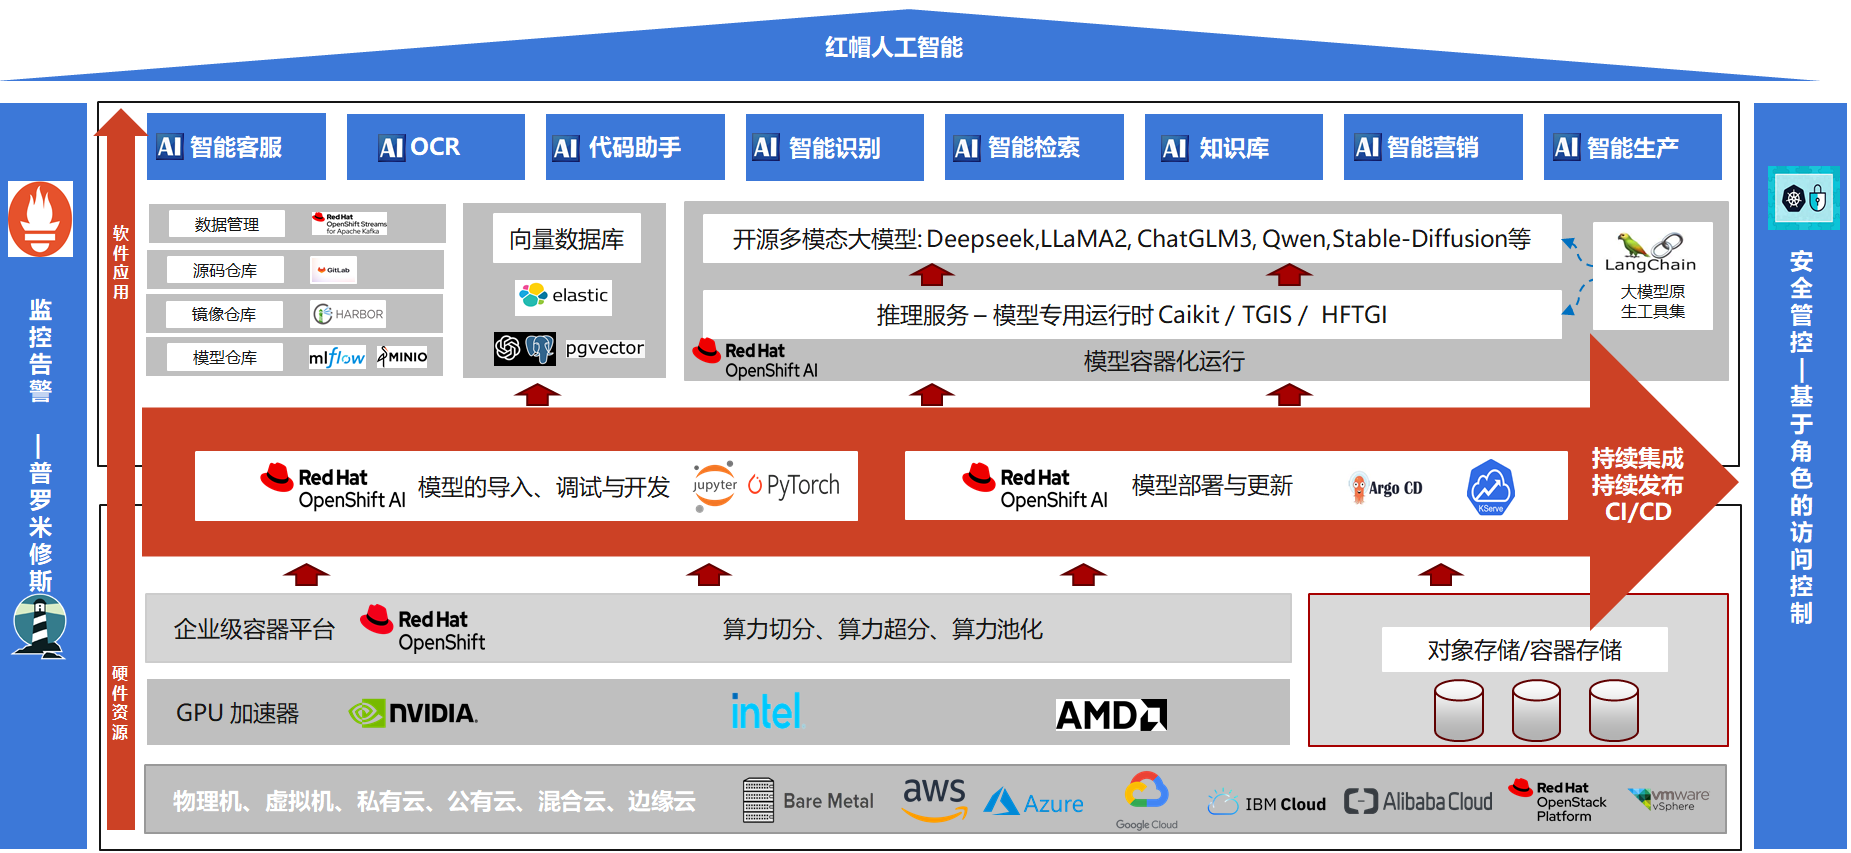 红帽人工智能
AI 智能客服
AI OCR
AI 代码助手
AI 智能识别
AI 智能检索
AI 知识库
AI 智能营销
AI 智能生产
监控告警—普罗米修斯
软件应用
硬件资源
数据管理
Red Hat
OpenShift Streams
for Apache Kafka
源码仓库
GitLab
镜像仓库
HARBOR
模型仓库
mlflow
MINIO
向量数据库
elastic
pgvector
开源多模态大模型: Deepseek,LLaMA2, ChatGLM3, Qwen,Stable-Diffusion等
推理服务 – 模型专用运行时 Caikit / TGIS / HFTGI
Red Hat
OpenShift AI
模型容器化运行
LangChain
大模型原
生工具集
Red Hat
OpenShift AI
模型的导入、调试与开发
jupyter
PyTorch
Red Hat
OpenShift AI
模型部署与更新
Argo CD
KServe
持续集成
持续发布
CI/CD
企业级容器平台
Red Hat
OpenShift
算力切分、算力超分、算力池化
对象存储/容器存储
GPU 加速器
NVIDIA.
intel
AMD
物理机、虚拟机、私有云、公有云、混合云、边缘云
Bare Metal
aws
Azure
Google Cloud
IBM Cloud
Alibaba Cloud
Red Hat
OpenStack
Platform
vmware
vSphere
安全管控—基于角色的访问控制